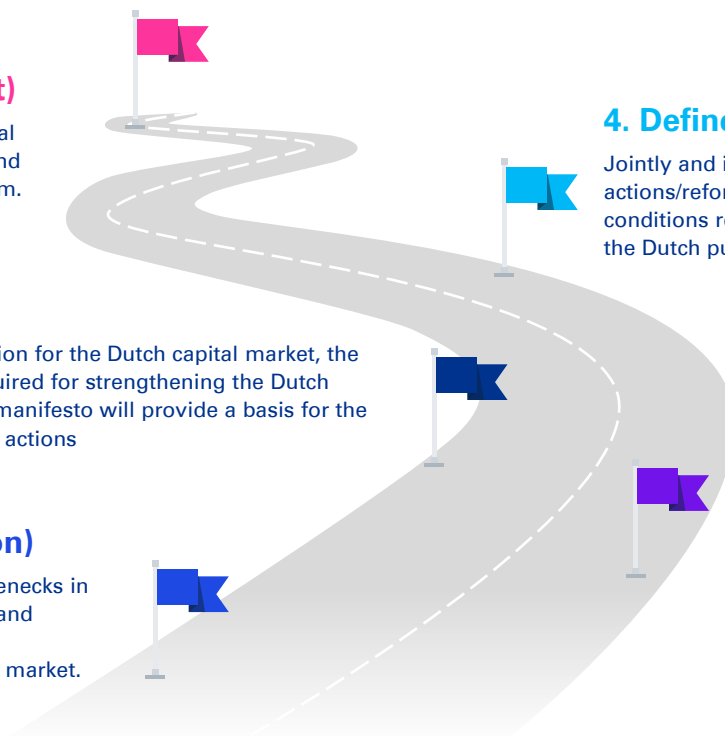 t)
al
nd
m.
4. Define
Jointly and i
actions/refor
conditions re
the Dutch pu
ion for the Dutch capital market, the
uired for strengthening the Dutch
manifesto will provide a basis for the
actions
on)
enecks in
and
market.